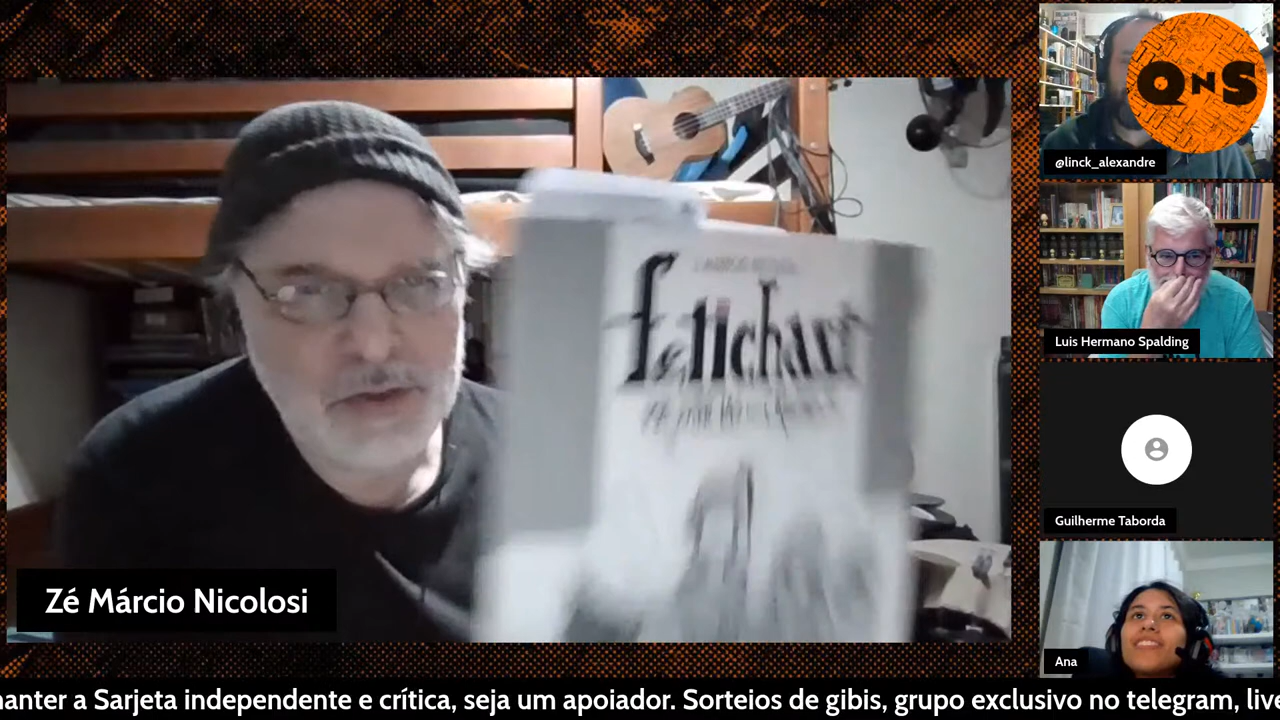 QNS
@linck_alexandre
Luis Hermano Spalding
Guilherme Taborda
Ana
Zé Márcio Nicolosi
manter a Sarjeta independente e crítica, seja um apoiador. Sorteios de gibis, grupo exclusivo no telegram, live